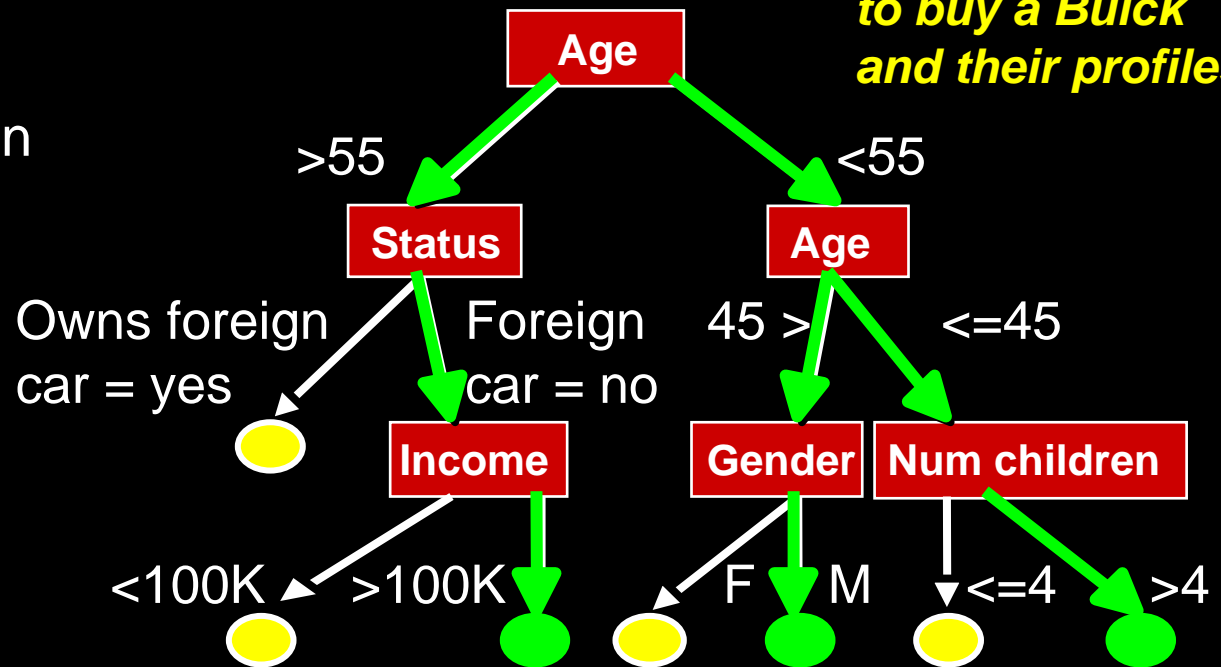 to buy a Buick
and their profile
Age
n
>55
<55
Status
Age
Owns foreign
car = yes
Foreign
car = no
45 >
<=45
Income
Gender
Num children
<100K
>100K
F
M
<=4
>4